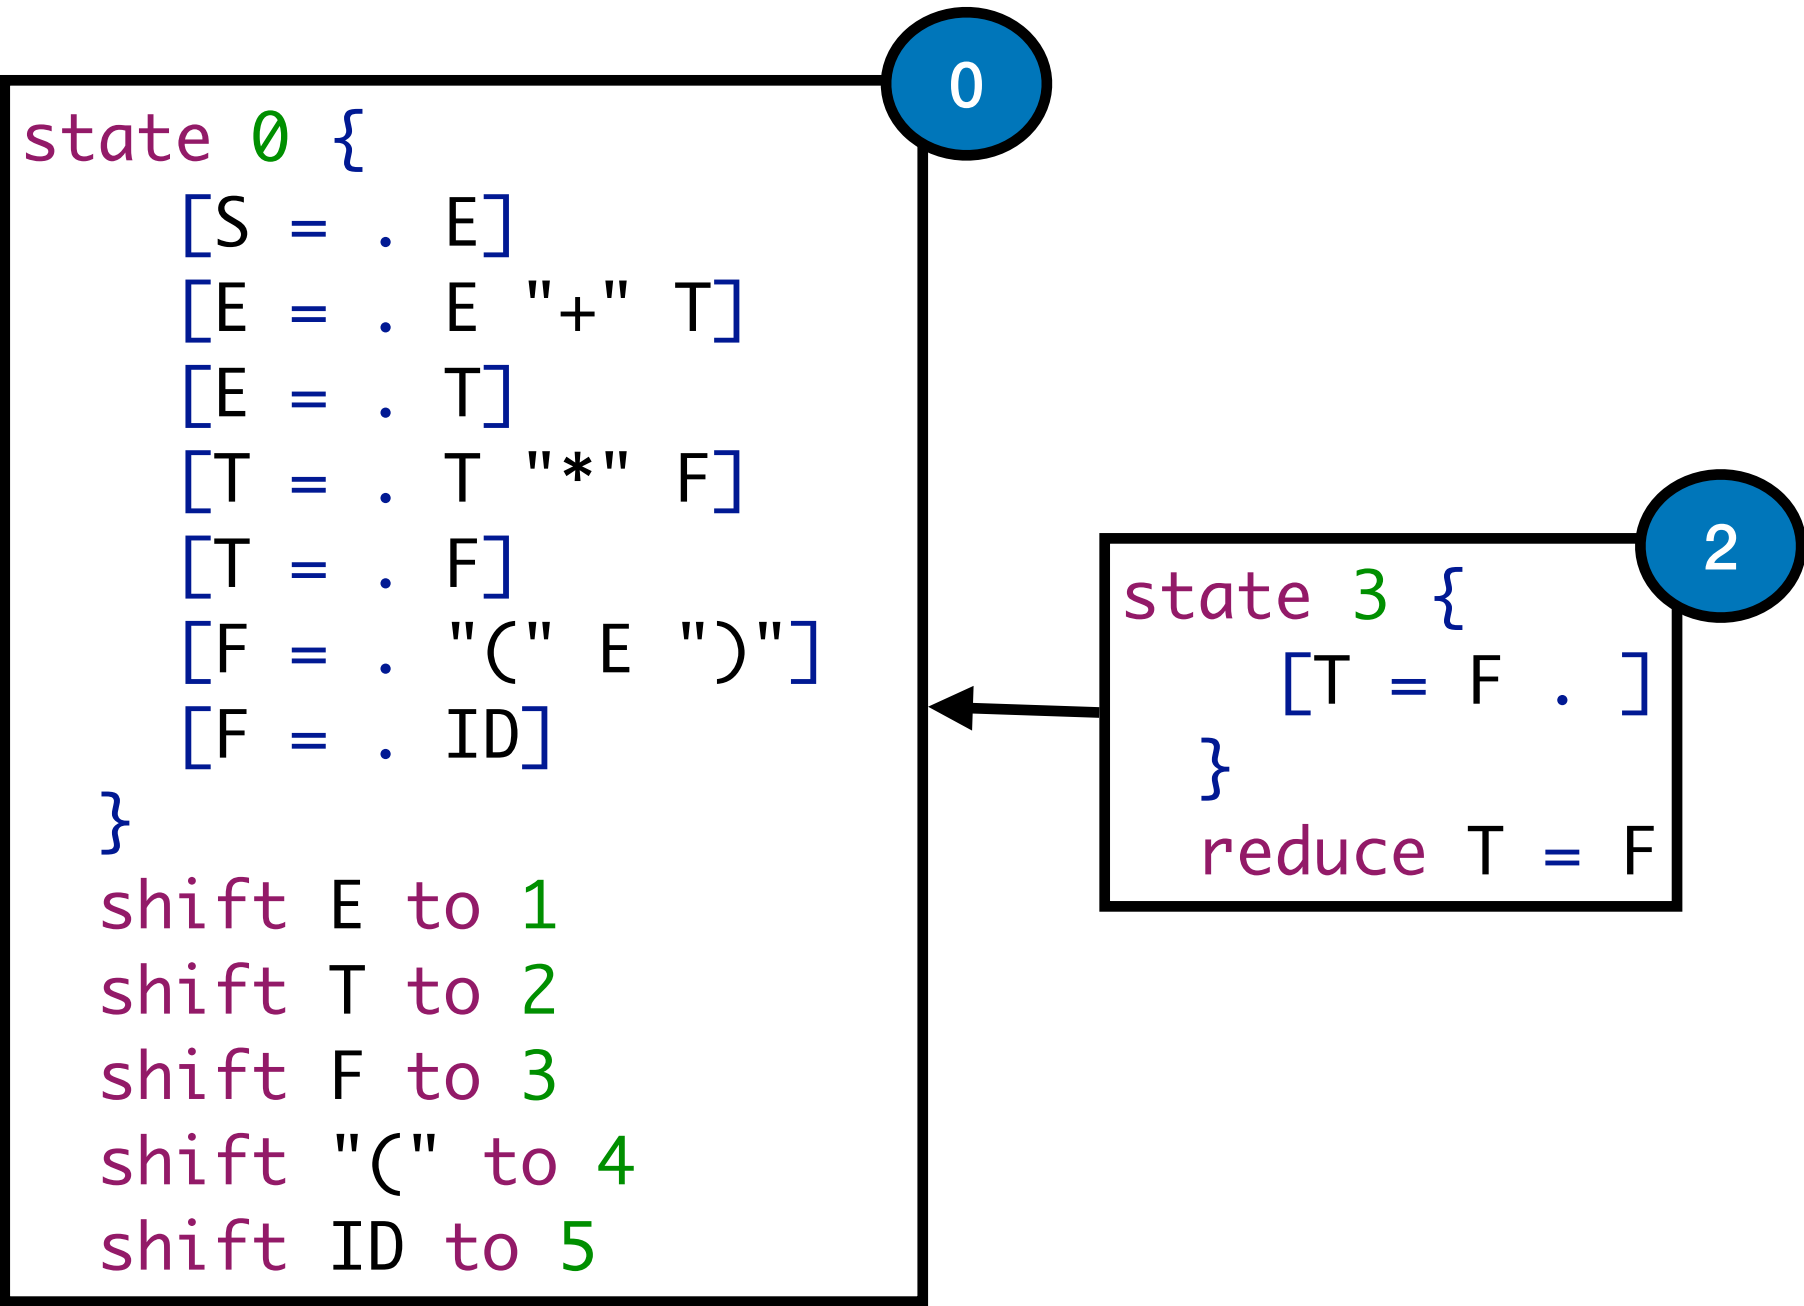 0
state 0 {
[S = . E]
[E = . E "+" T]
[E = . T]
[T = . T "*" F]
[T = . F]
[F = . "(" E ")"]
[F = . ID]
}
shift E to 1
shift T to 2
shift F to 3
shift "(" to 4
shift ID to 5
2
state 3 {
[T = F . ]
}
reduce T = F